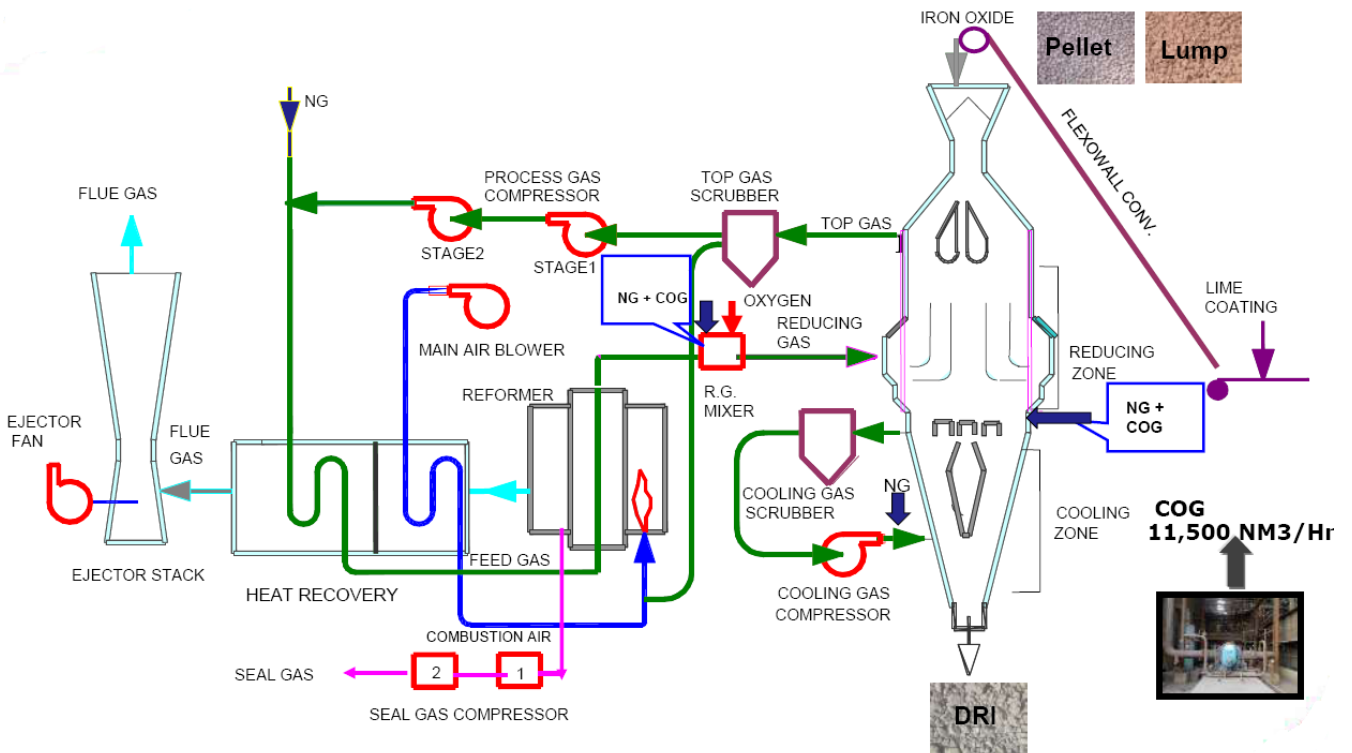 IRON OXIDE
Pellet
Lump
NG
FLEXOWALL CONV.
FLUE GAS
PROCESS GAS
COMPRESSOR
TOP GAS
SCRUBBER
TOP GAS
STAGE2
STAGE1
NG + COG
OXYGEN
REDUCING
GAS
LIME
COATING
MAIN AIR BLOWER
REDUCING
ZONE
REFORMER
R.G.
MIXER
NG +
COG
EJECTOR
FAN
FLUE
GAS
NG
COOLING GAS
SCRUBBER
COG
11,500 NM3/Hr
COOLING
ZONE
FEED GAS
EJECTOR STACK
HEAT RECOVERY
COOLING GAS
COMPRESSOR
COMBUSTION AIR
SEAL GAS
2
1
SEAL GAS COMPRESSOR
DRI